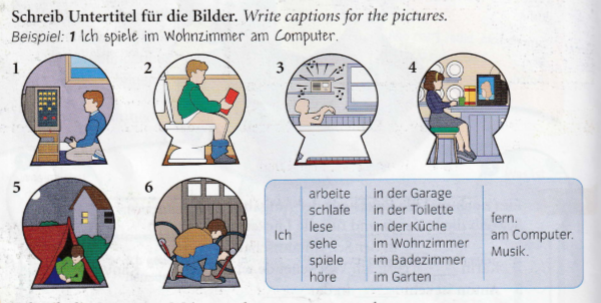 Schreib Untertitel für die Bilder. Write captions for the pictures.
Beispiel: 1 Ich spiele im Wohnzimmer am Computer.
1
2
3
4
5
6
Ich
arbeite
schlafe
lese
sehe
spiele
höre
in der Garage
in der Toilette
in der Küche
im Wohnzimmer
im Badezimmer
im Garten
fern.
am Computer.
Musik.